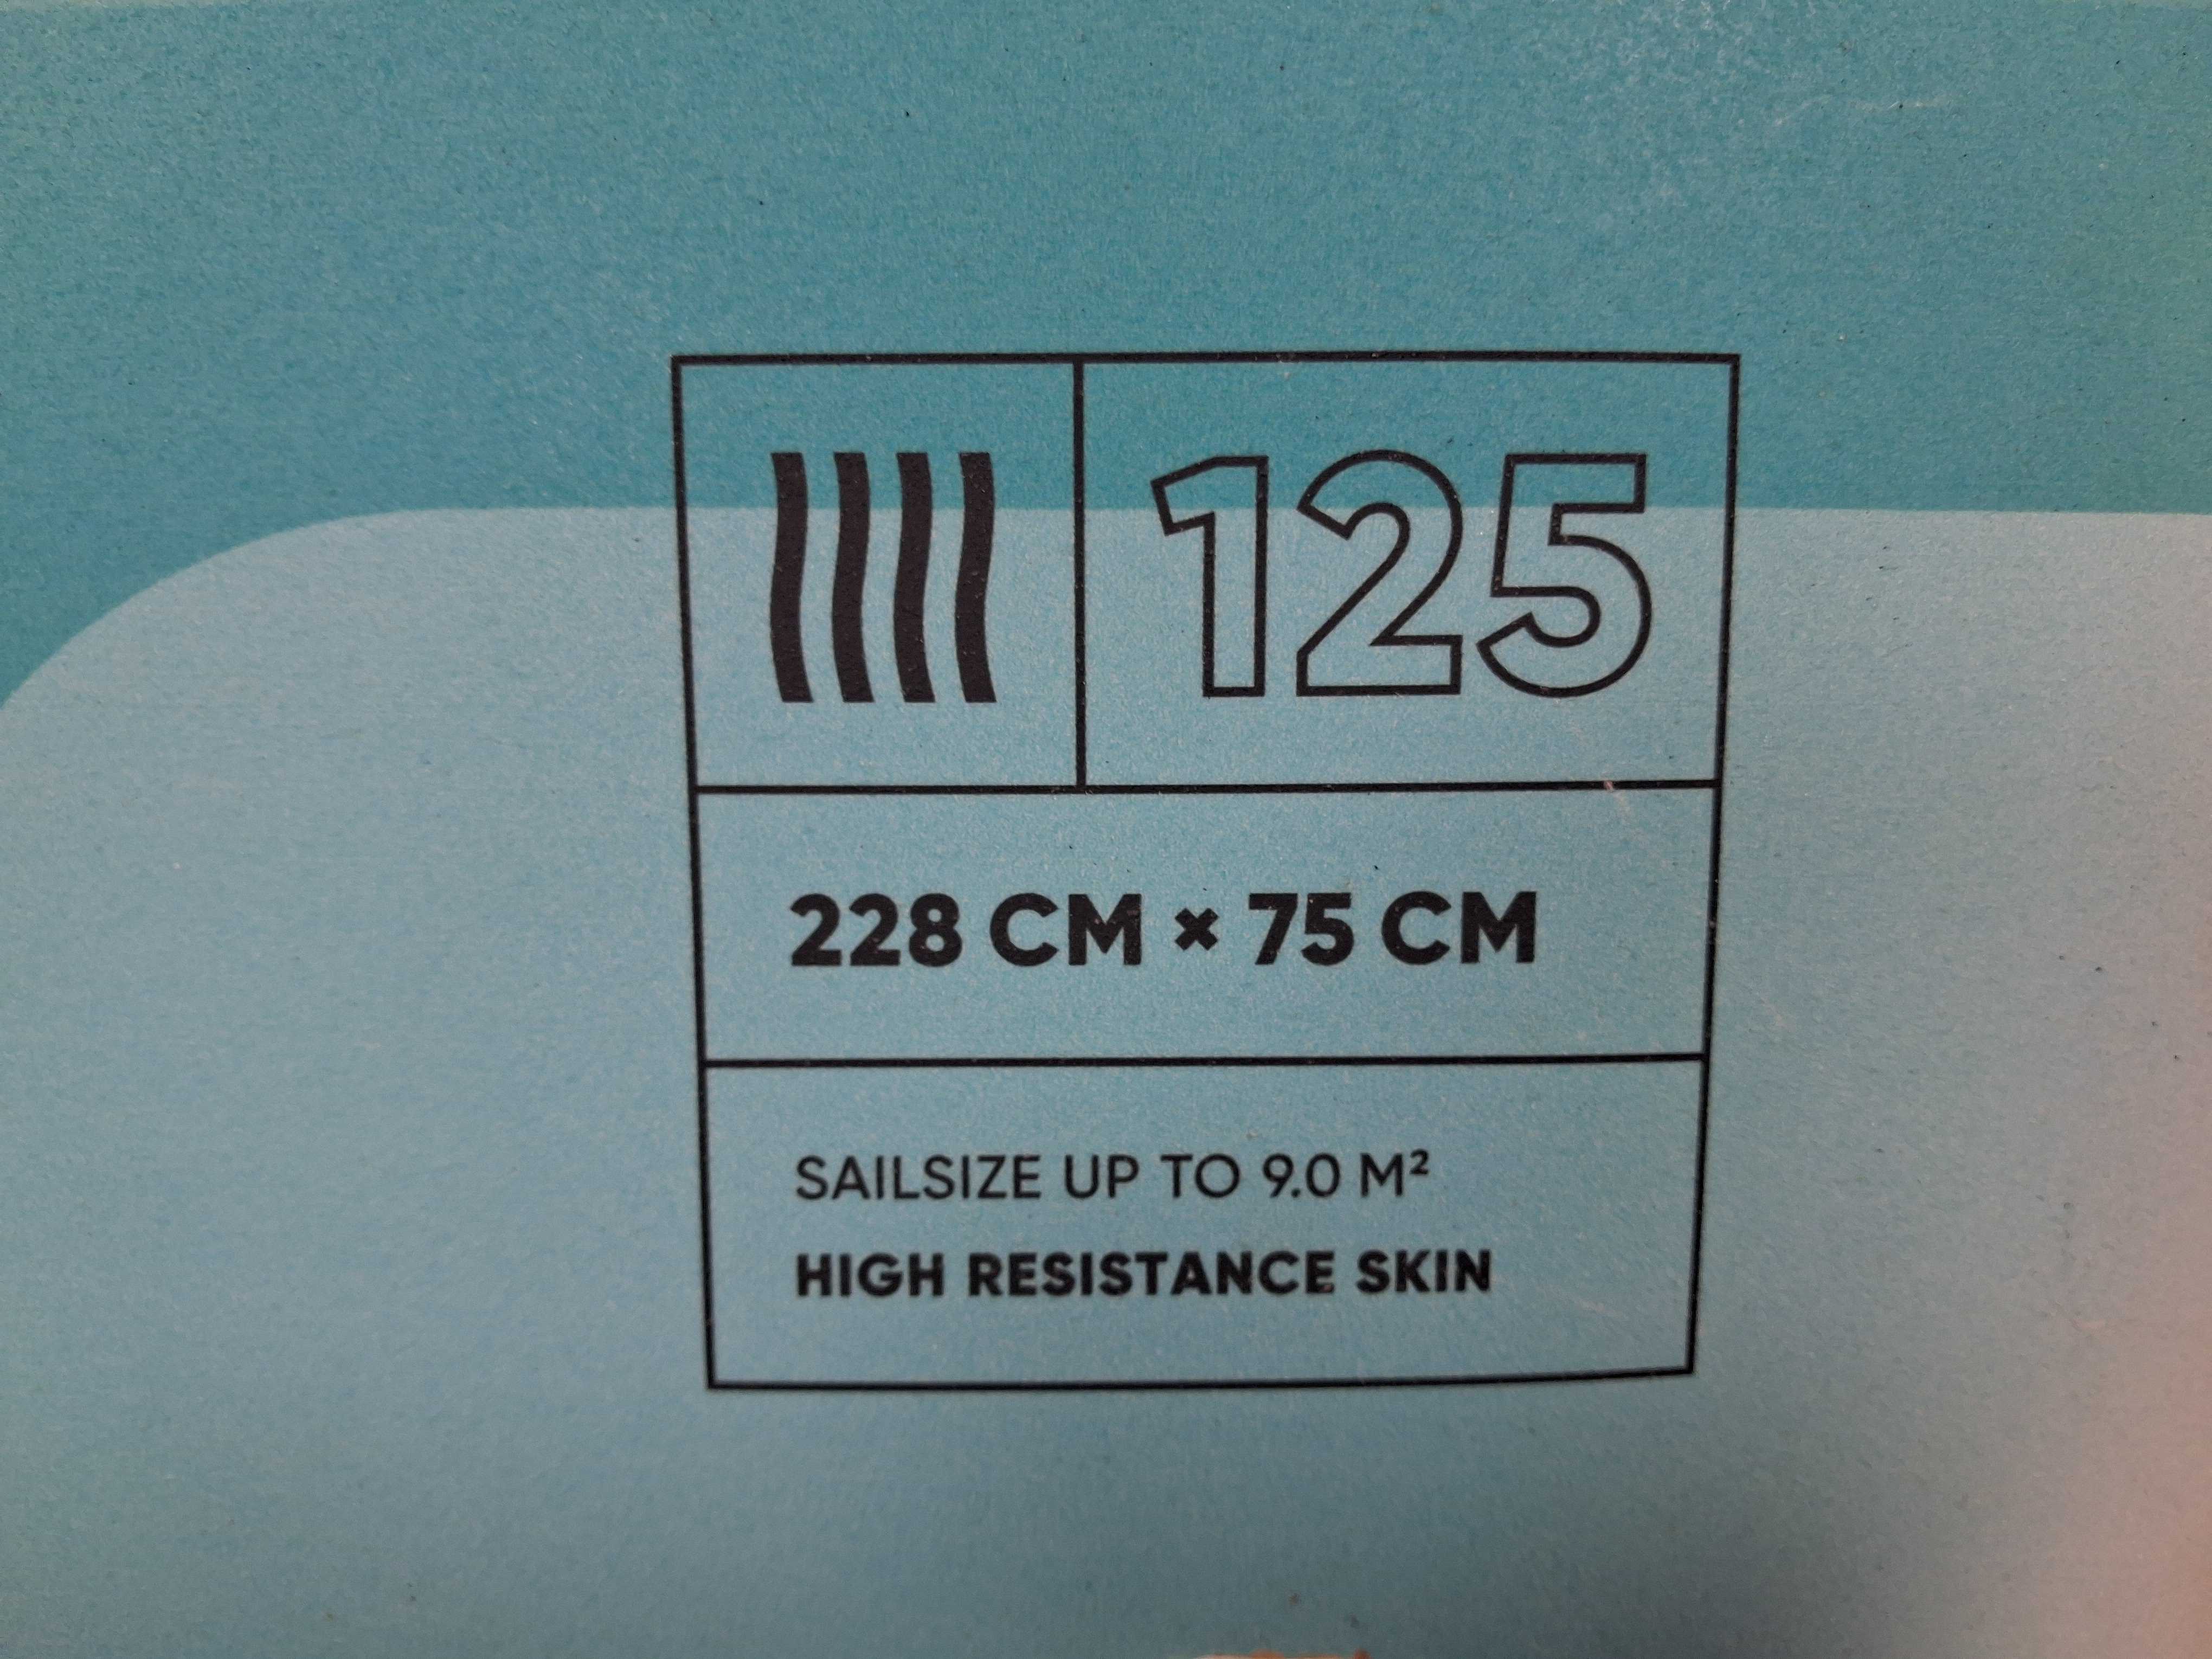 125
228 CM × 75 CM
SAILSIZE UP TO 9.0 M²
HIGH RESISTANCE SKIN